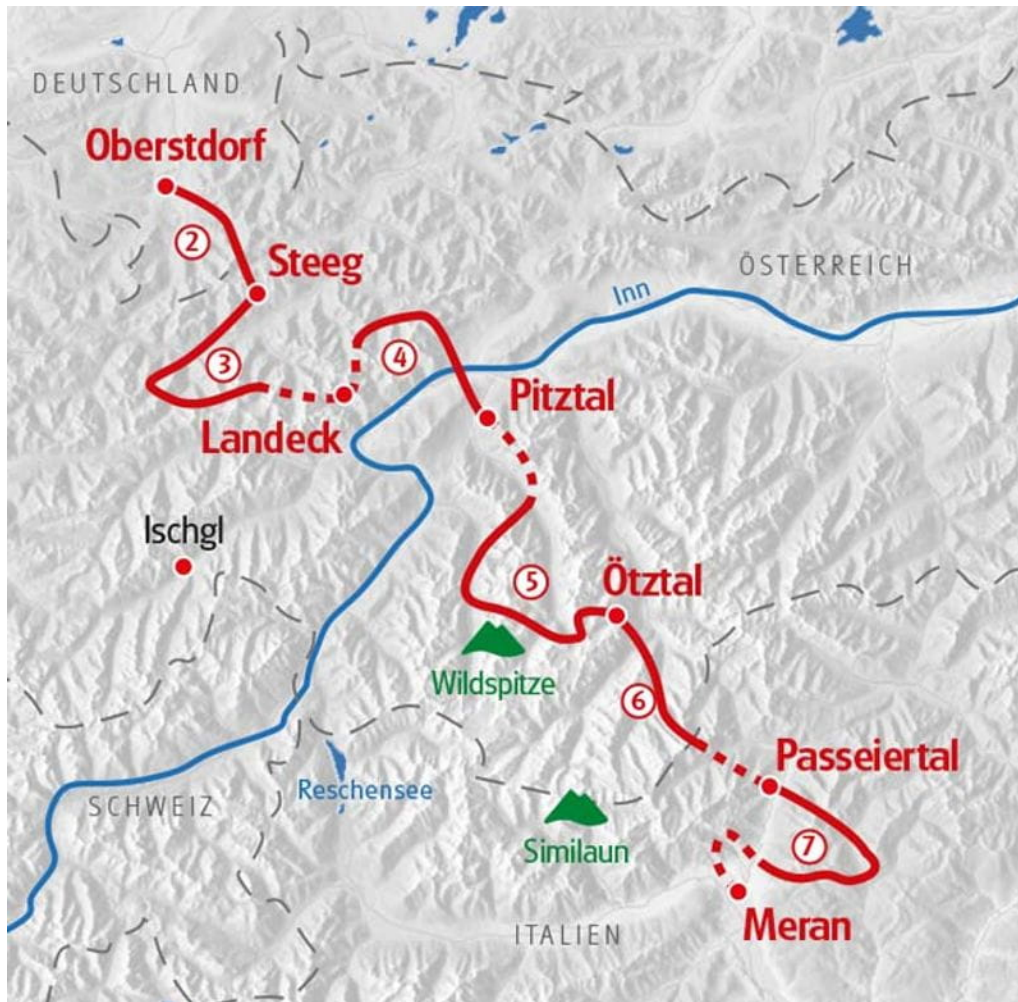 DEUTSCHLAND
Oberstdorf
②
Steeg
ÖSTERREICH
Inn
③
④
Pitztal
Landeck
Ischgl
⑤
Ötztal
Wildspitze
⑥
Passeiertal
Reschensee
SCHWEIZ
Similaun
⑦
Meran
ITALIEN